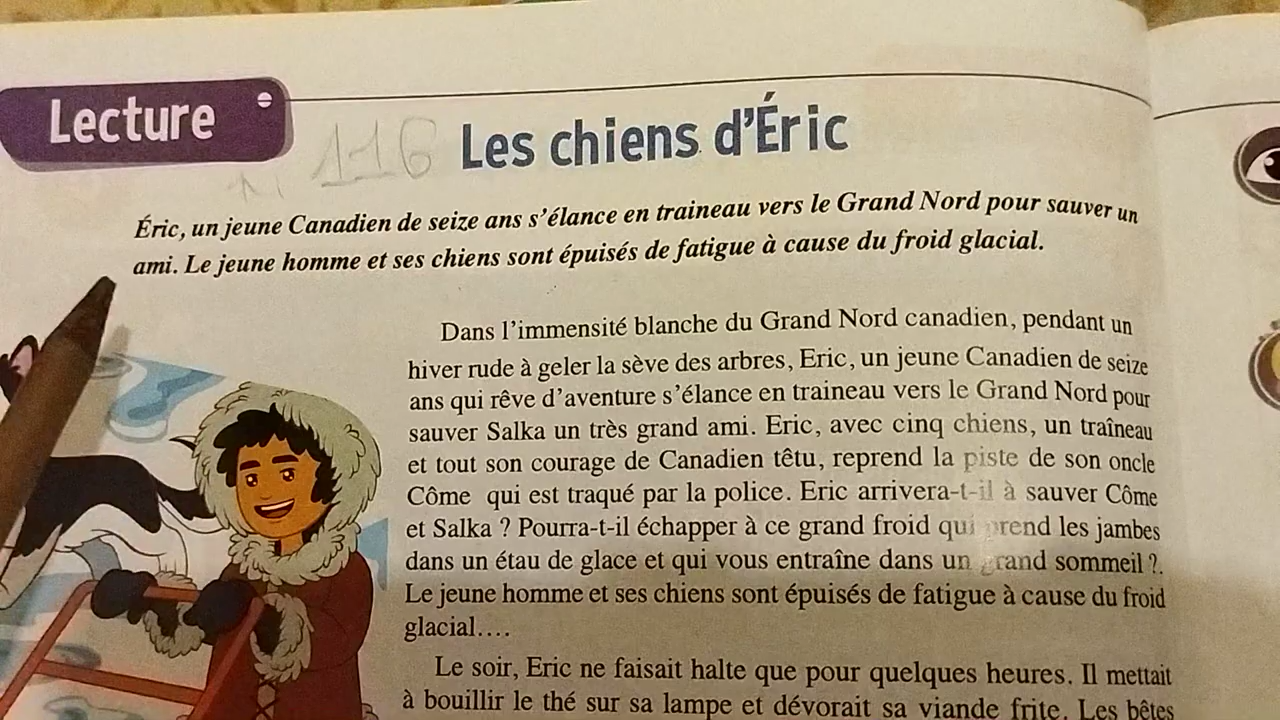 Lecture
116
Les chiens d'Éric
Éric, un jeune Canadien de seize ans s'élance en traineau vers le Grand Nord pour sauver un
ami. Le jeune homme et ses chiens sont épuisés de fatigue à cause du froid glacial.
Dans l'immensité blanche du Grand Nord canadien, pendant un
hiver rude à geler la sève des arbres, Eric, un jeune Canadien de seize
ans qui rêve d'aventure s'élance en traineau vers le Grand Nord pour
sauver Salka un très grand ami. Eric, avec cinq chiens, un traîneau
et tout son courage de Canadien têtu, reprend la piste de son oncle
Côme qui est traqué par la police. Eric arrivera-t-il à sauver Côme
et Salka ? Pourra-t-il échapper à ce grand froid qui prend les jambes
dans un étau de glace et qui vous entraîne dans un grand sommeil ?.
Le jeune homme et ses chiens sont épuisés de fatigue à cause du froid
glacial....
Le soir, Eric ne faisait halte que pour quelques heures. Il mettait
à bouillir le thé sur sa lampe et dévorait sa viande frite. Les bêtes